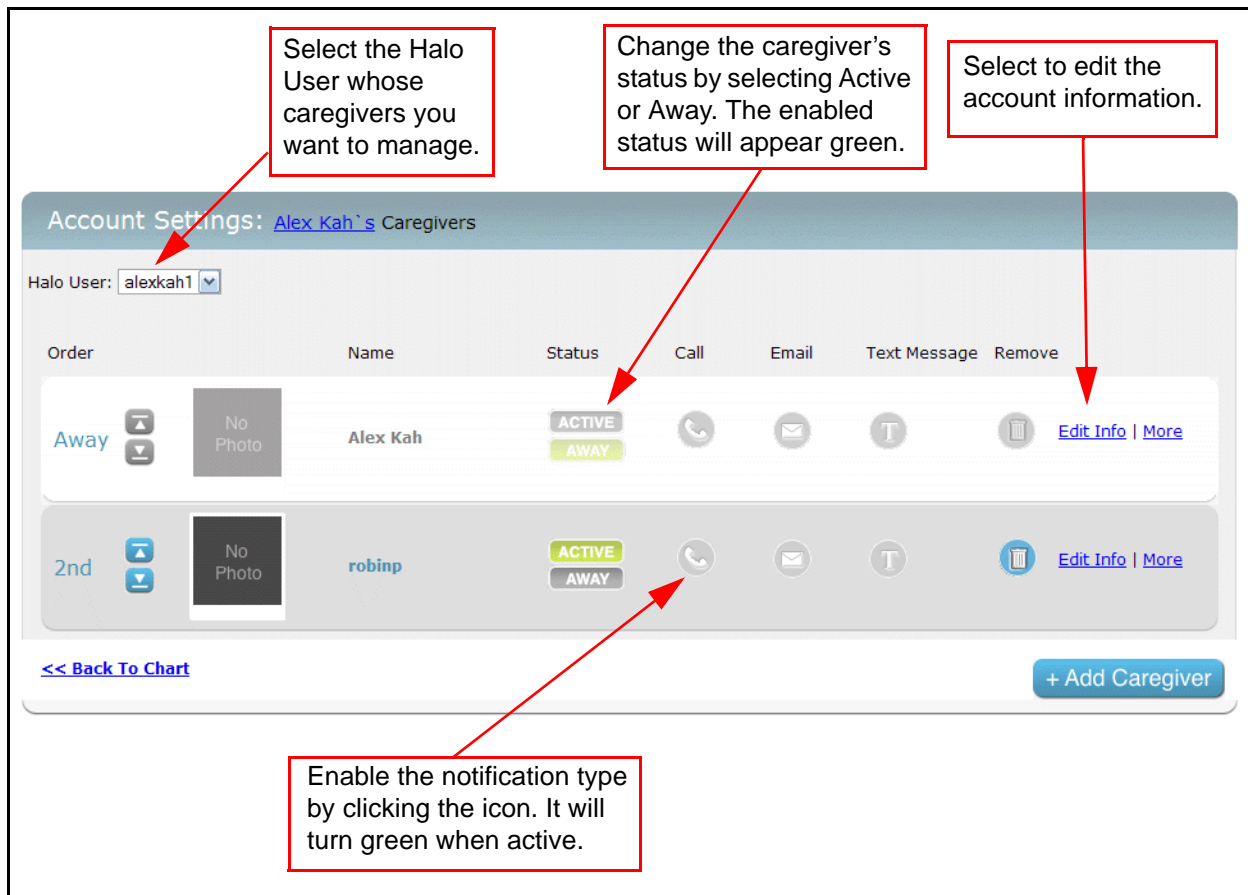 Select the Halo
User whose
caregivers you
want to manage.
Change the caregiver's
status by selecting Active
or Away. The enabled
status will appear green.
Select to edit the
account information.
Account Settings: Alex Kah`s Caregivers
Halo User: alexkah1
Order Name Status Call Email Text Message Remove
Away No Photo Alex Kah ACTIVE AWAY T Edit Info | More
2nd No Photo robinp ACTIVE AWAY T Edit Info | More
<< Back To Chart
+ Add Caregiver
Enable the notification type
by clicking the icon. It will
turn green when active.